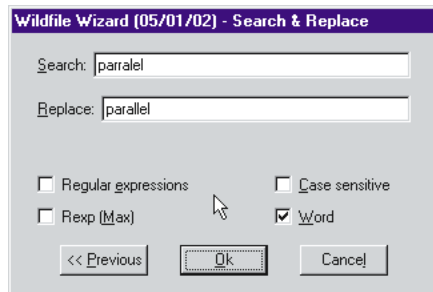 Wildfile Wizard (05/01/02) - Search & Replace
Search: parralel
Replace: parallel
Regular expressions Case sensitive
Rexp (Max) Word
<< Previous Ok Cancel